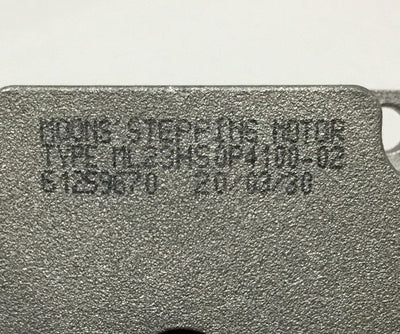 MOONS' STEPPING MOTOR
TYPE ML23HS0P4100-02
61259670 20/03/30